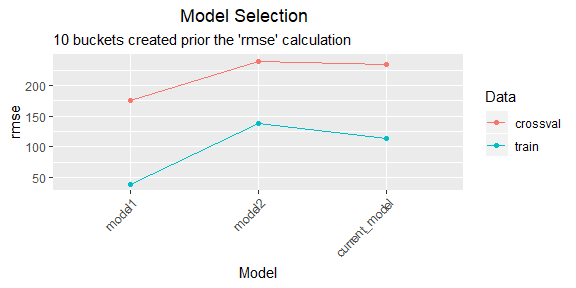 Model Selection
10 buckets created prior the 'rmse' calculation
200
150
100
50
rmse
model1
model2
current_model
Model
Data
crossval
train